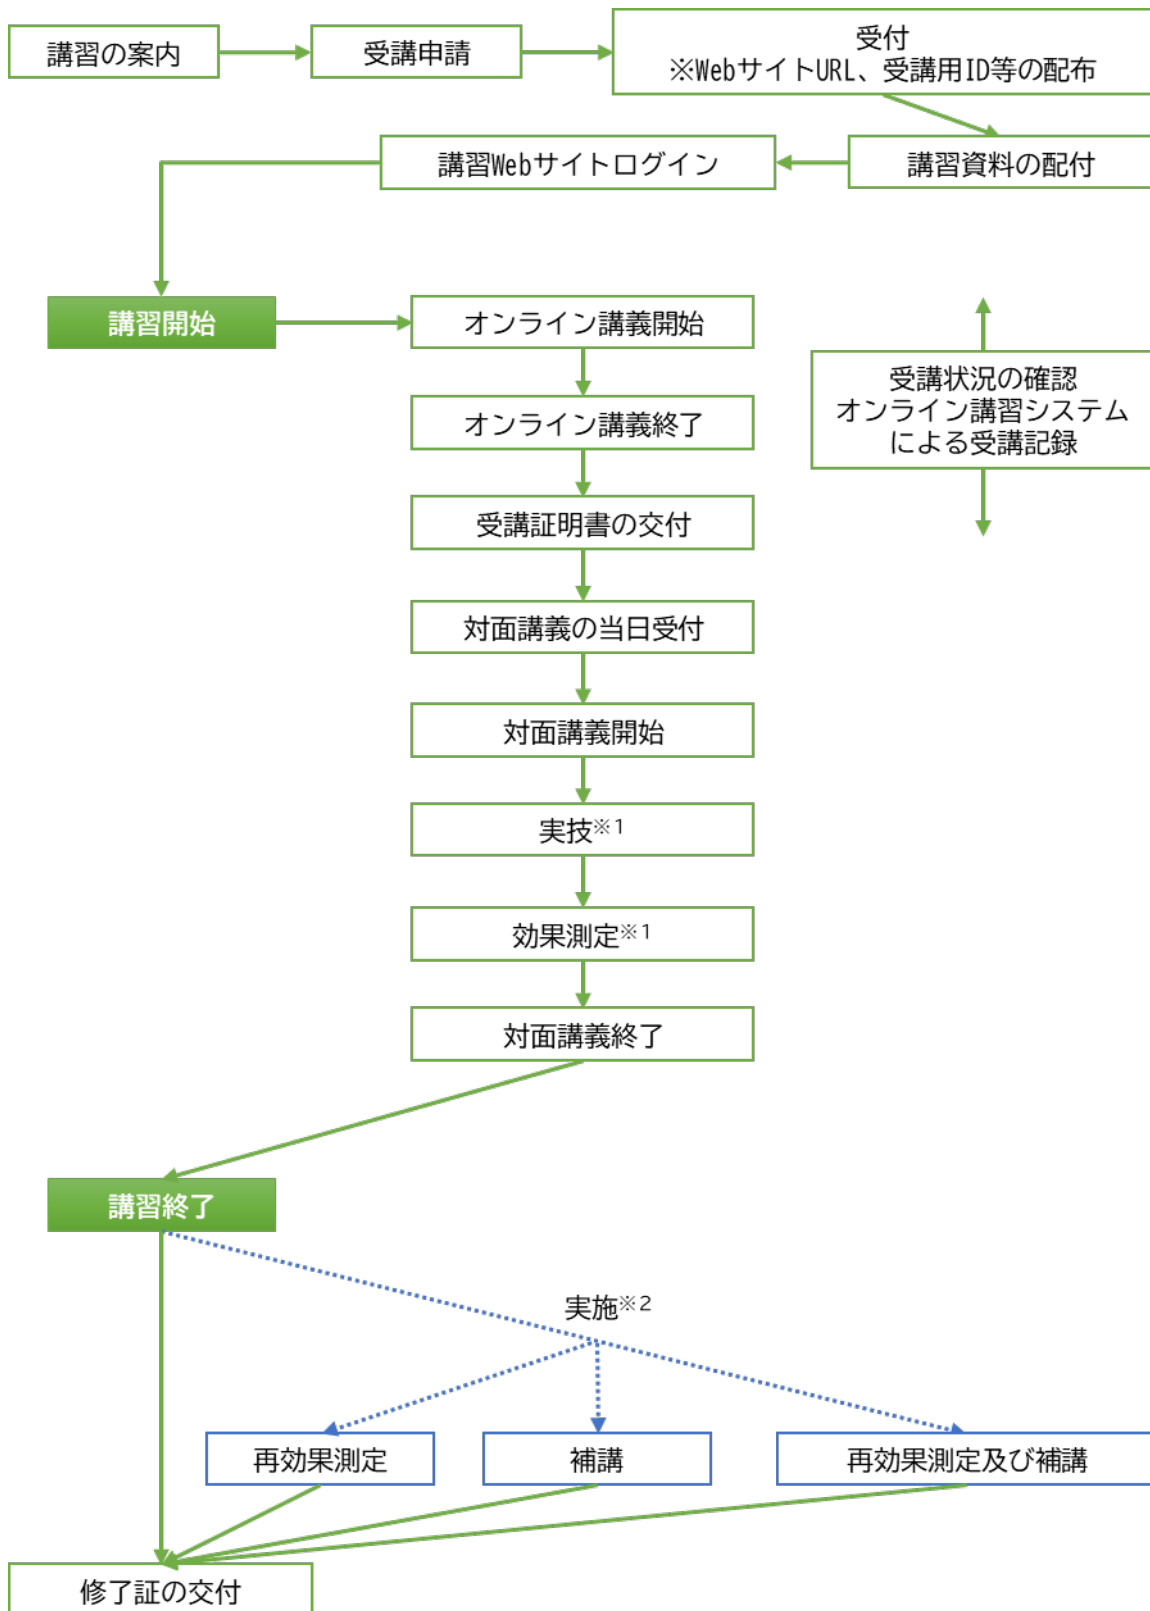 講習の案内
受講申請
受付
※WebサイトURL、受講用ID等の配布
講習資料の配付
講習Webサイトログイン
講習開始
オンライン講義開始
受講状況の確認
オンライン講習システム
による受講記録
オンライン講義終了
受講証明書の交付
対面講義の当日受付
対面講義開始
実技※1
効果測定※1
対面講義終了
講習終了
実施※2
再効果測定
補講
再効果測定及び補講
修了証の交付